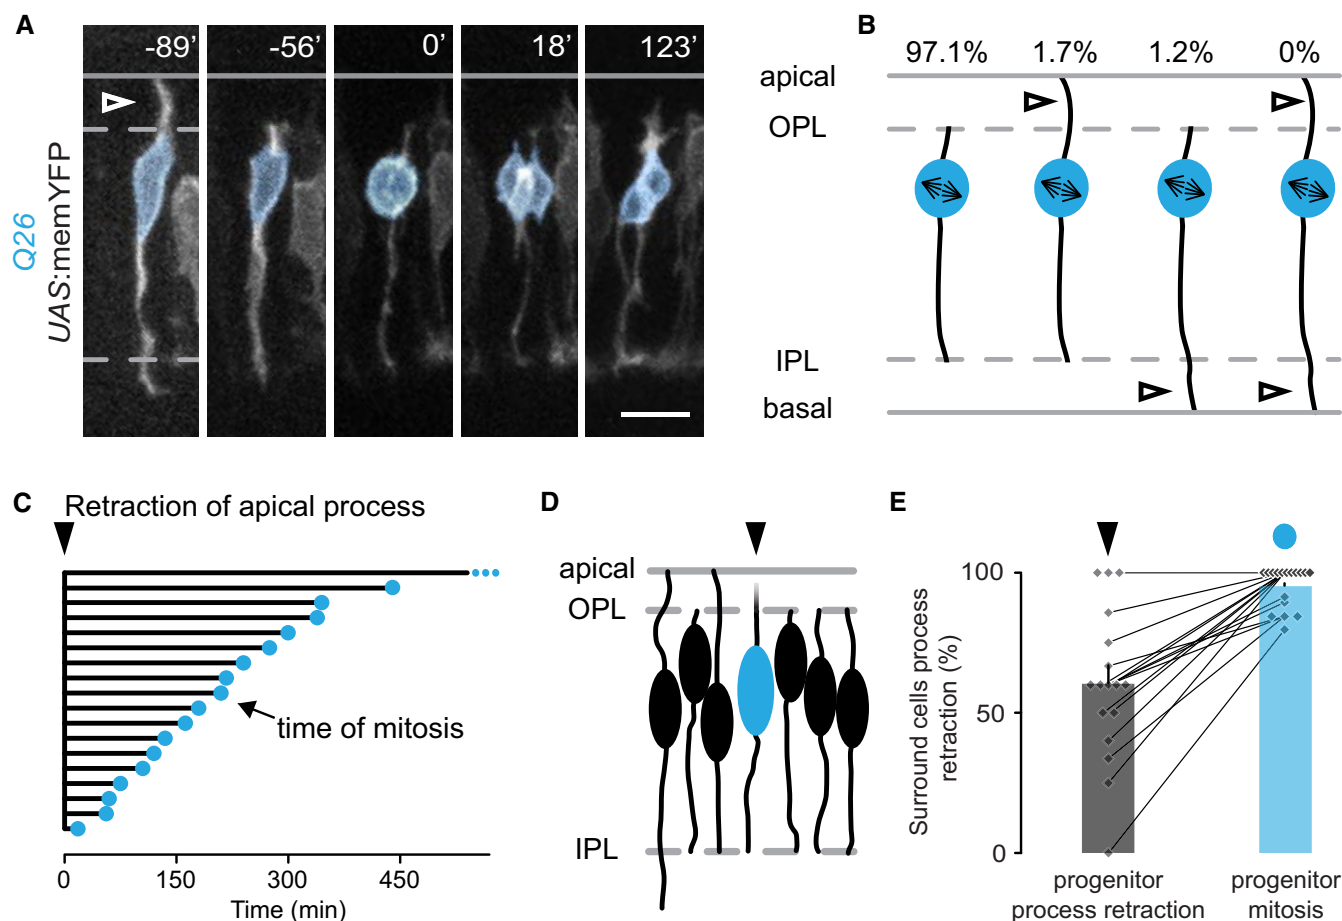 A
-89’
-56’
0’
18’
123’
Q26
UAS:memYFP
B
97.1%
1.7%
1.2%
0%
apical
OPL
IPL
basal
C
Retraction of apical process
time of mitosis
0
150
300
450
Time (min)
D
apical
OPL
IPL
E
Surround cells process
retraction (%)
100
50
0
progenitor
process retraction
progenitor
mitosis